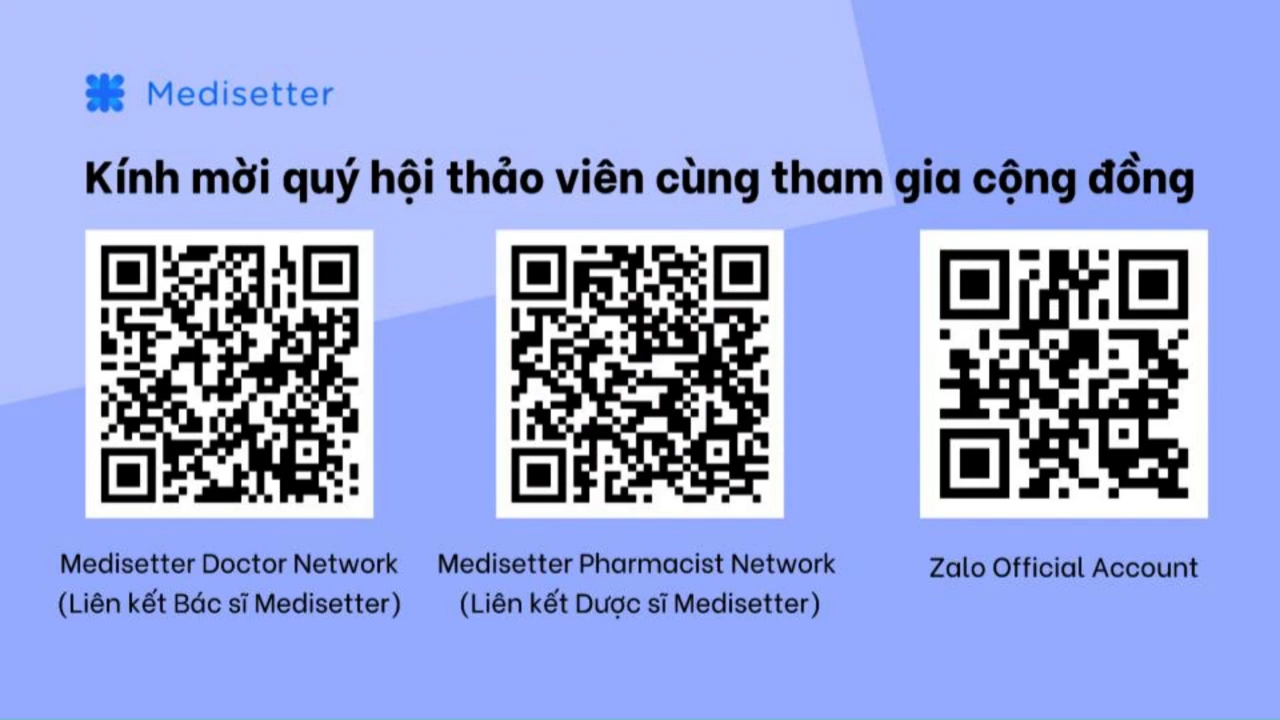 Medisetter
Kính mời quý hội thảo viên cùng tham gia cộng đồng
Medisetter Doctor Network
(Liên kết Bác sĩ Medisetter)
Medisetter Pharmacist Network
(Liên kết Dược sĩ Medisetter)
Zalo Official Account